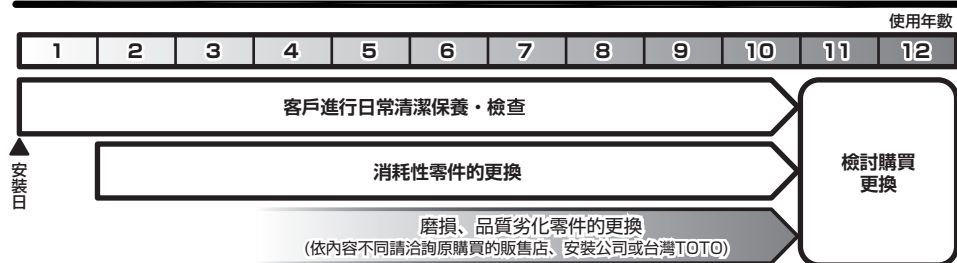 使用年數
1 2 3 4 5 6 7 8 9 10 11 12
客戶進行日常清潔保養・檢查
安裝日
消耗性零件的更換
檢討購買
更換
磨損、品質劣化零件的更換
(依內容不同請洽詢原購買的販售店、安裝公司或台灣TOTO)